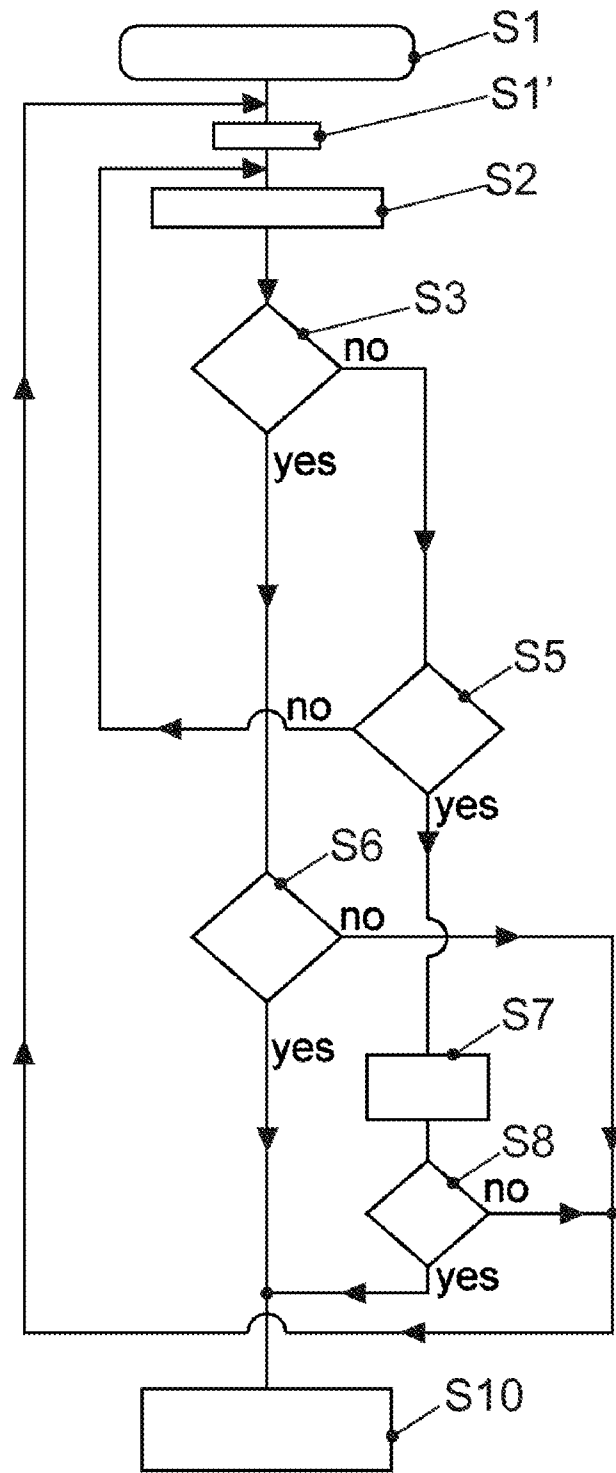 S1
S1’
S2
S3
no
yes
S5
no
yes
S6
no
yes
S7
S8
no
yes
S10